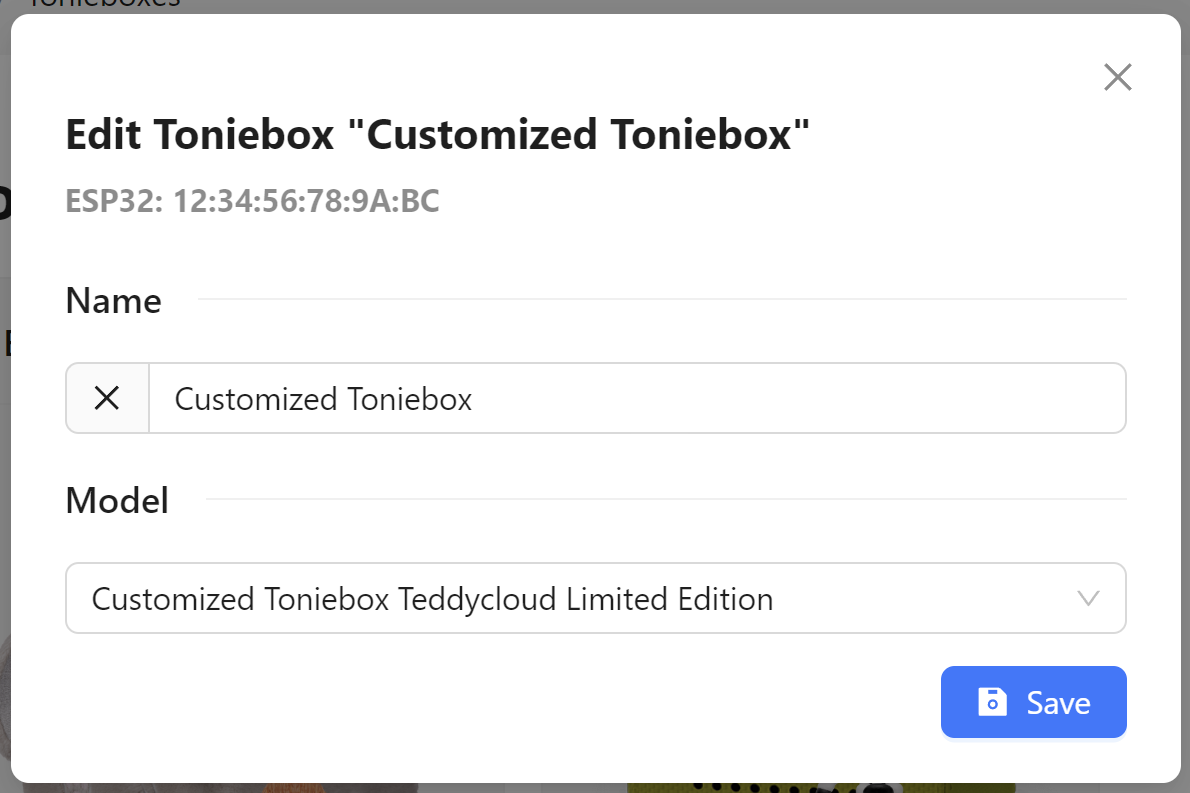 Tonieboxes
Edit Toniebox "Customized Toniebox"
ESP32: 12:34:56:78:9A:BC
Name
Customized Toniebox
Model
Customized Toniebox Teddycloud Limited Edition
Save